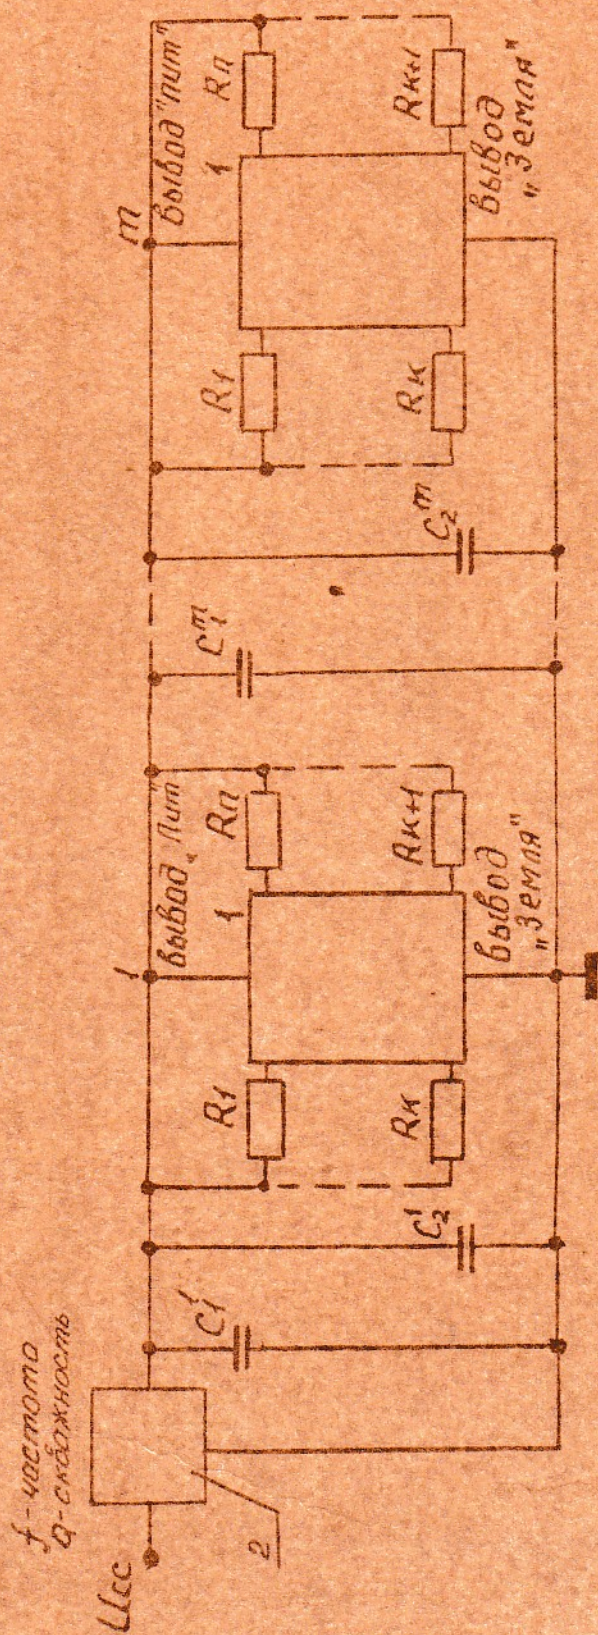 f - частота
Q - скважность
Ucc
2
C₁¹
C₂¹
R1
Rк
1
Вывод „Пит"
1
Rп
Rк+1
Вывод
„Земля"
C₁ᵐ
C₂ᵐ
R1
Rк
m
Вывод "пит"
1
Rп
Rк+1
Вывод
„Земля"